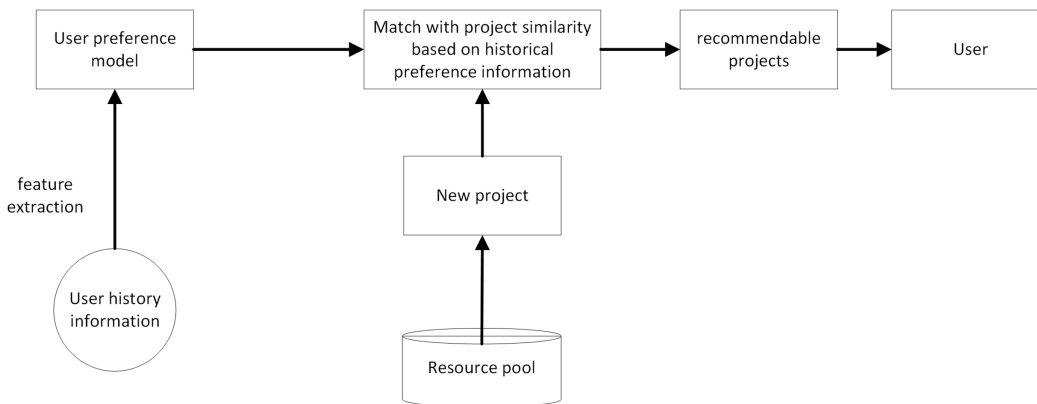 User preference
model
Match with project similarity
based on historical
preference information
recommendable
projects
User
New project
feature
extraction
User history
information
Resource pool